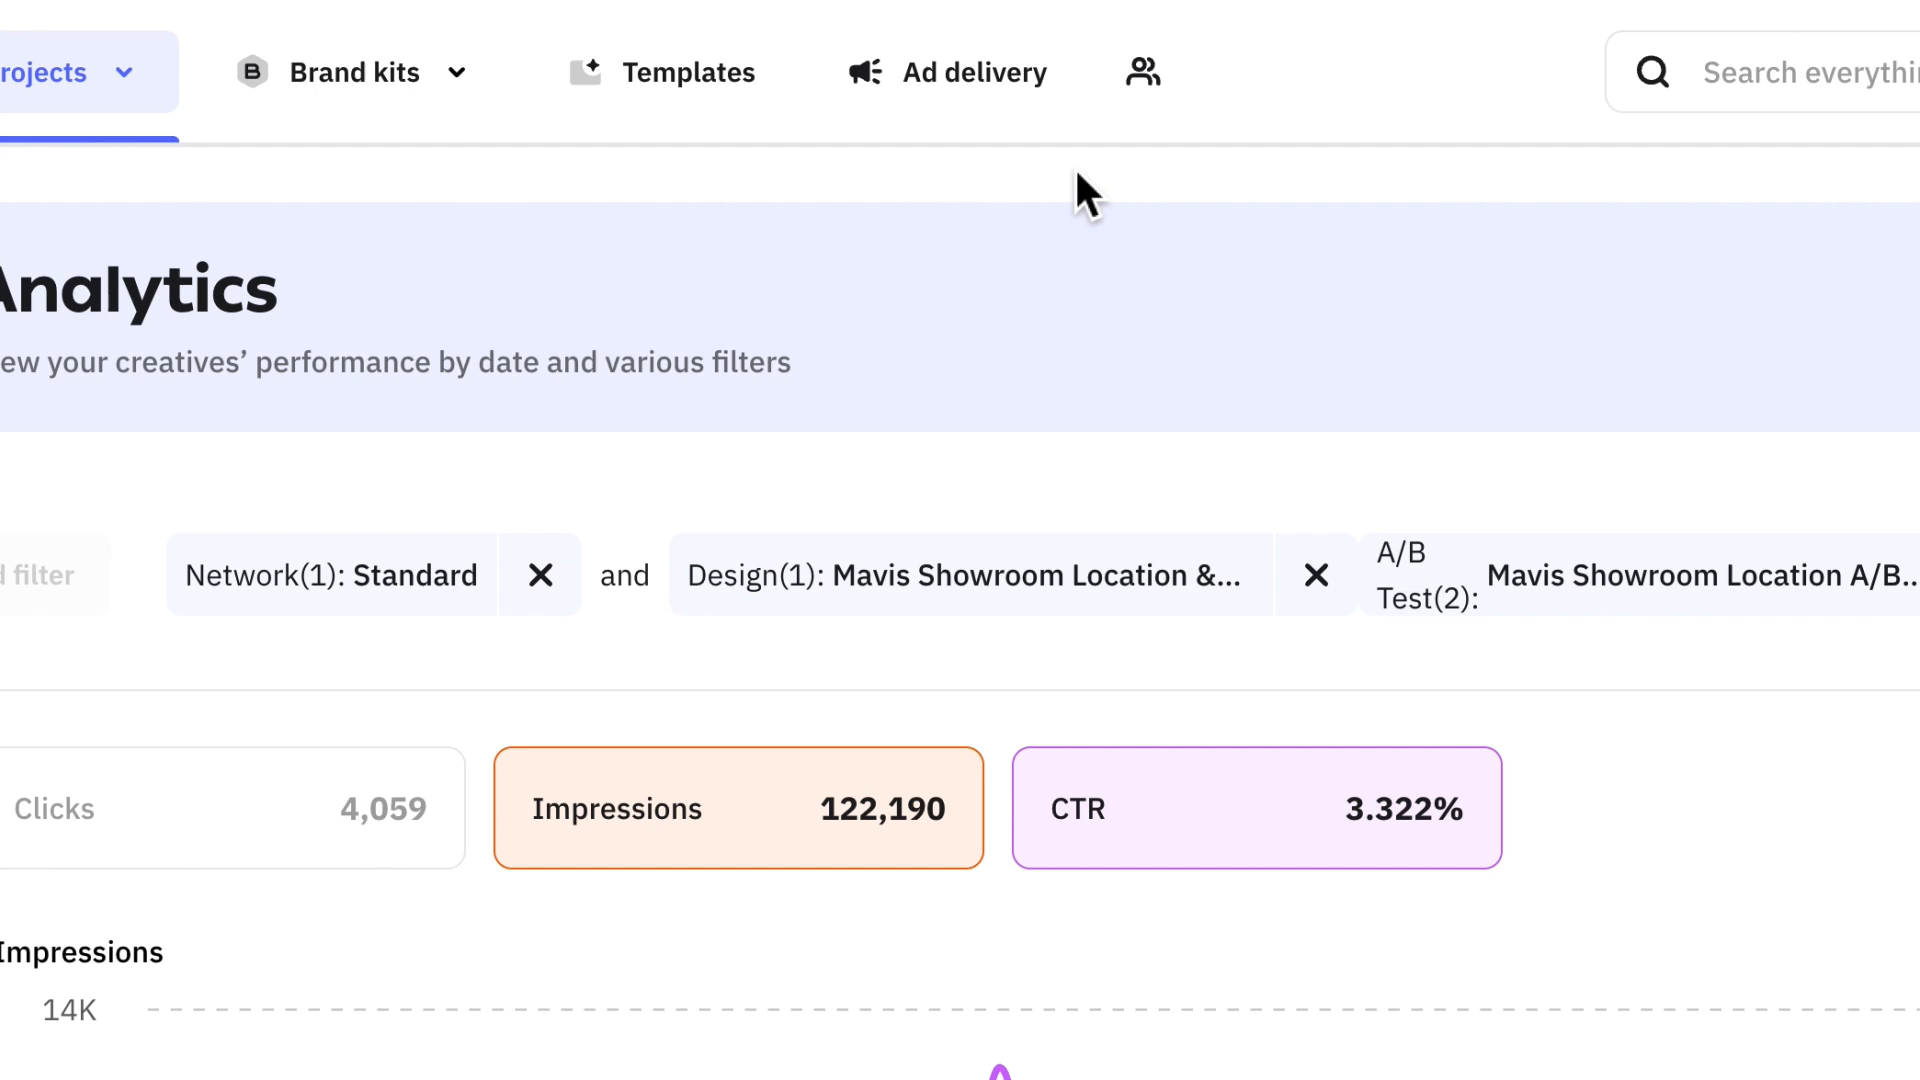 rojects
B Brand kits
Templates
Ad delivery
Search everythin
Analytics
ew your creatives’ performance by date and various filters
d filter
Network(1): Standard
and
Design(1): Mavis Showroom Location &...
A/B
Test(2): Mavis Showroom Location A/B..
Clicks 4,059
Impressions 122,190
CTR 3.322%
Impressions
14K